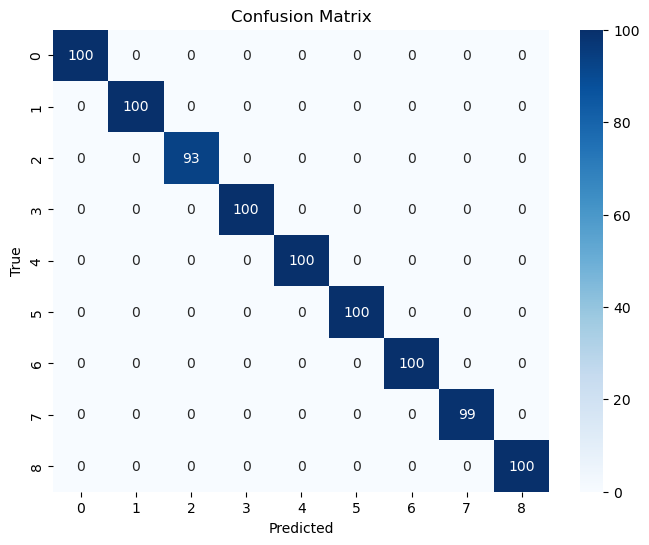 Confusion Matrix
0 100 0 0 0 0 0 0 0 0
1 0 100 0 0 0 0 0 0 0
2 0 0 93 0 0 0 0 0 0
3 0 0 0 100 0 0 0 0 0
4 0 0 0 0 100 0 0 0 0
5 0 0 0 0 0 100 0 0 0
6 0 0 0 0 0 0 100 0 0
7 0 0 0 0 0 0 0 99 0
8 0 0 0 0 0 0 0 0 100
0 1 2 3 4 5 6 7 8
True
Predicted
100
80
60
40
20
0